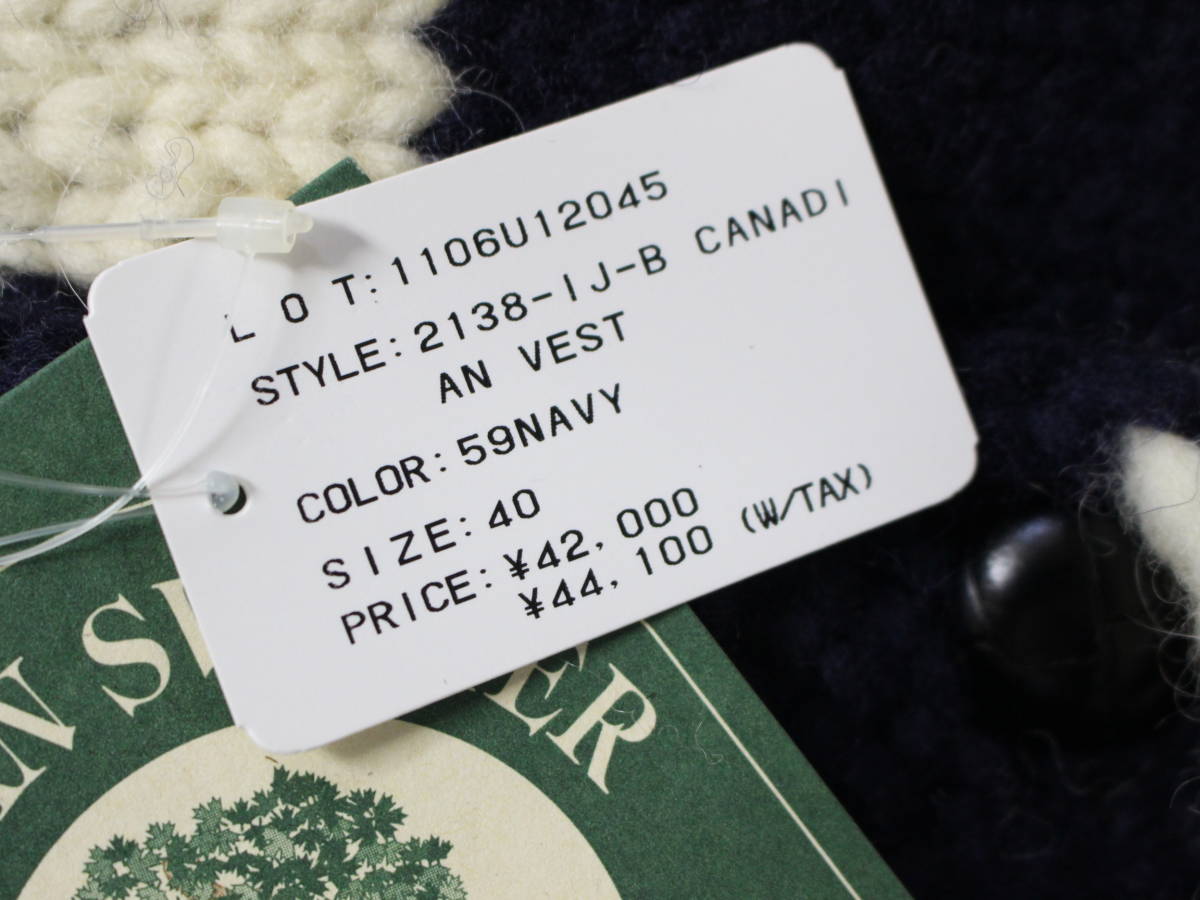 L O T:1106U12045
STYLE:2138-IJ-B CANADI
AN VEST
COLOR:59NAVY
SIZE:40
PRICE:¥42,000
¥44,100 (W/TAX)